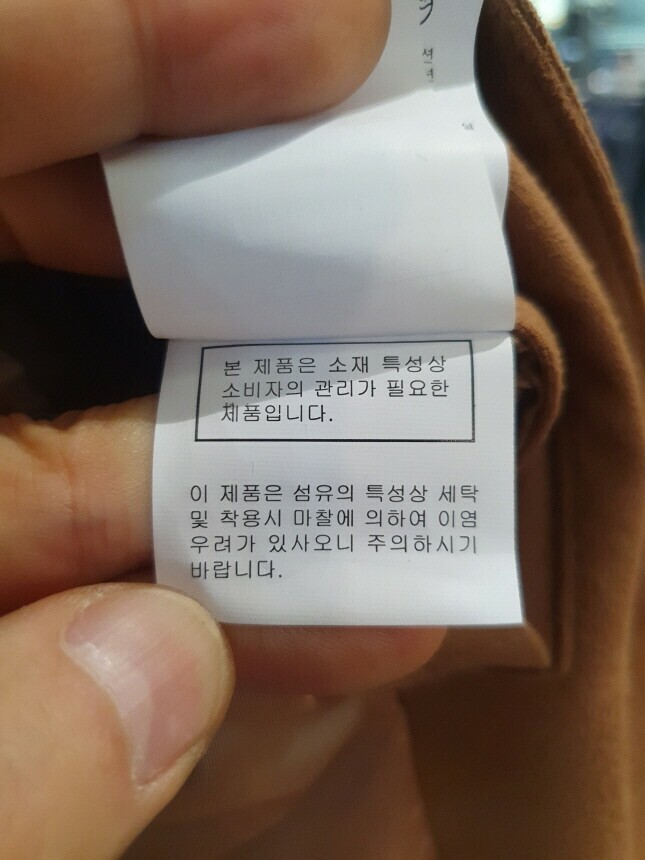 본 제품은 소재 특성상
소비자의 관리가 필요한
제품입니다.
이 제품은 섬유의 특성상 세탁
및 착용시 마찰에 의하여 이염
우려가 있사오니 주의하시기
바랍니다.